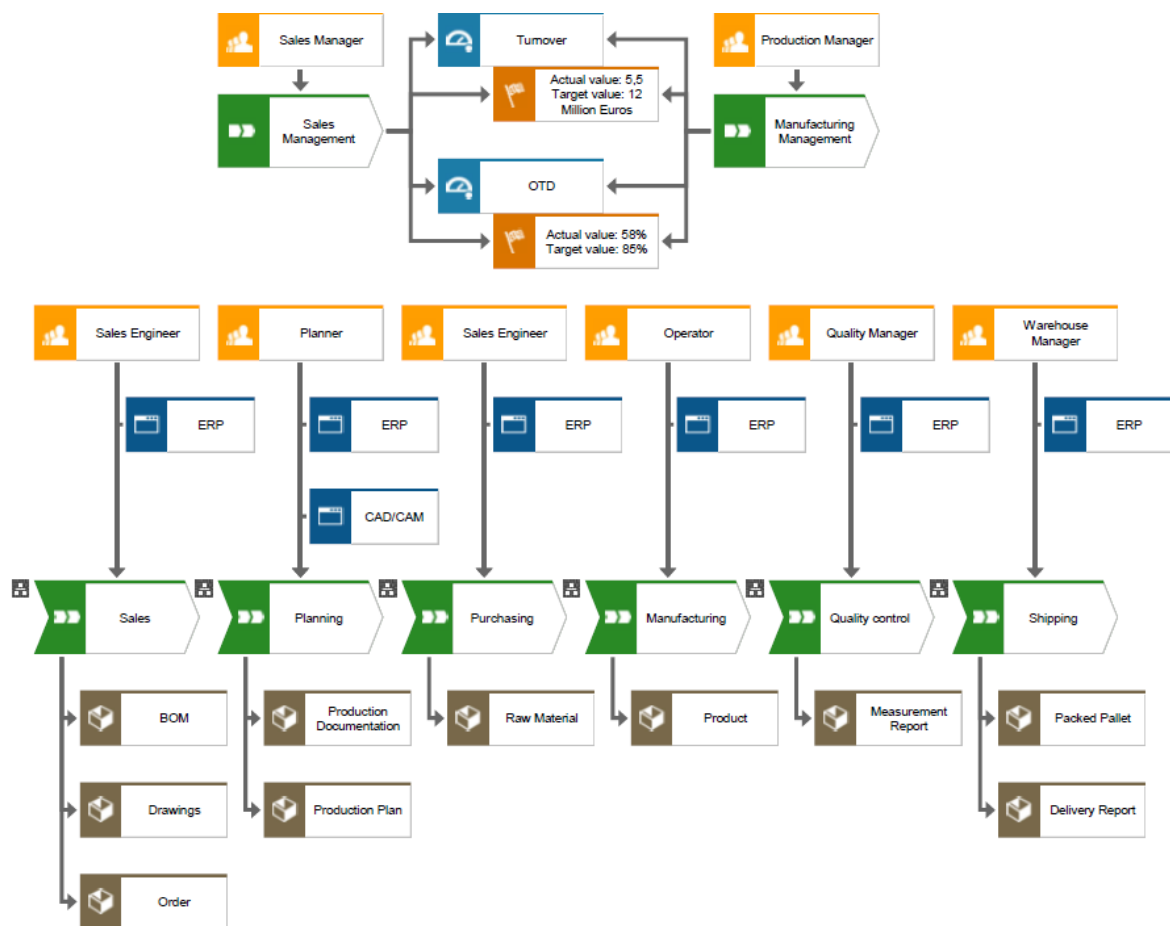 Sales Manager
Turnover
Production Manager
Actual value: 5,5
Target value: 12
Million Euros
Sales
Management
Manufacturing
Management
OTD
Actual value: 58%
Target value: 85%
Sales Engineer
Planner
Sales Engineer
Operator
Quality Manager
Warehouse
Manager
ERP
ERP
ERP
ERP
ERP
ERP
CAD/CAM
Sales
Planning
Purchasing
Manufacturing
Quality control
Shipping
BOM
Production
Documentation
Raw Material
Product
Measurement
Report
Packed Pallet
Drawings
Production Plan
Delivery Report
Order